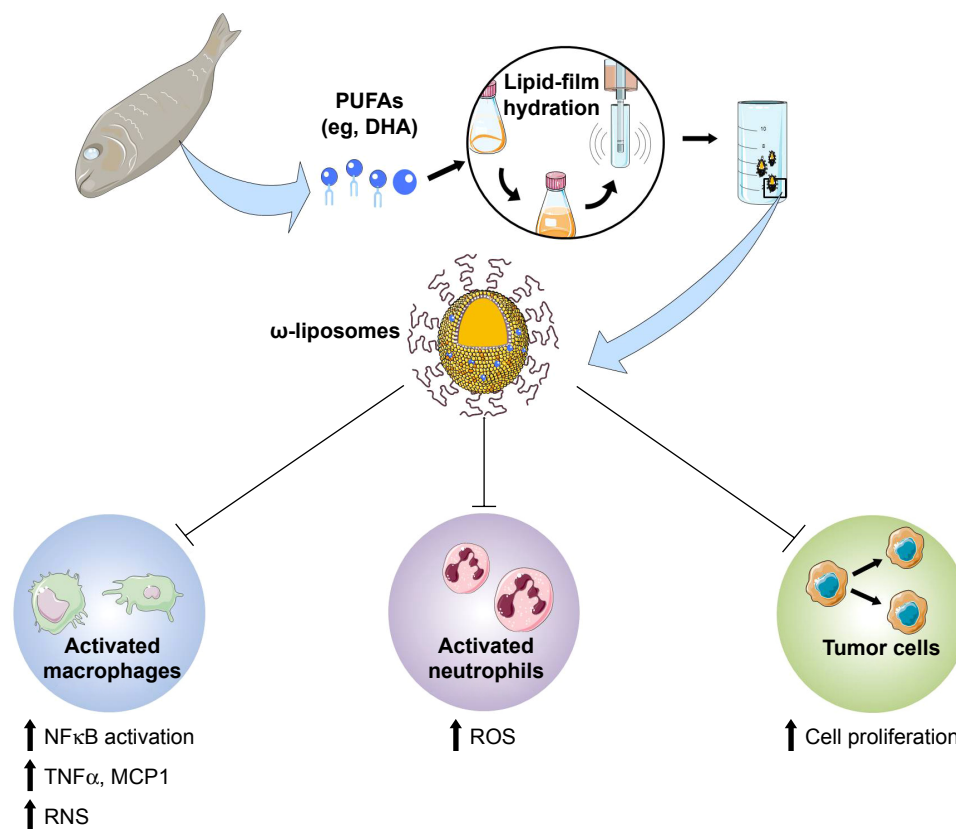 PUFAs
(eg, DHA)
Lipid-film
hydration
10
ω-liposomes
Activated
macrophages
Activated
neutrophils
Tumor cells
NFκB activation
TNFα, MCP1
RNS
ROS
Cell proliferation